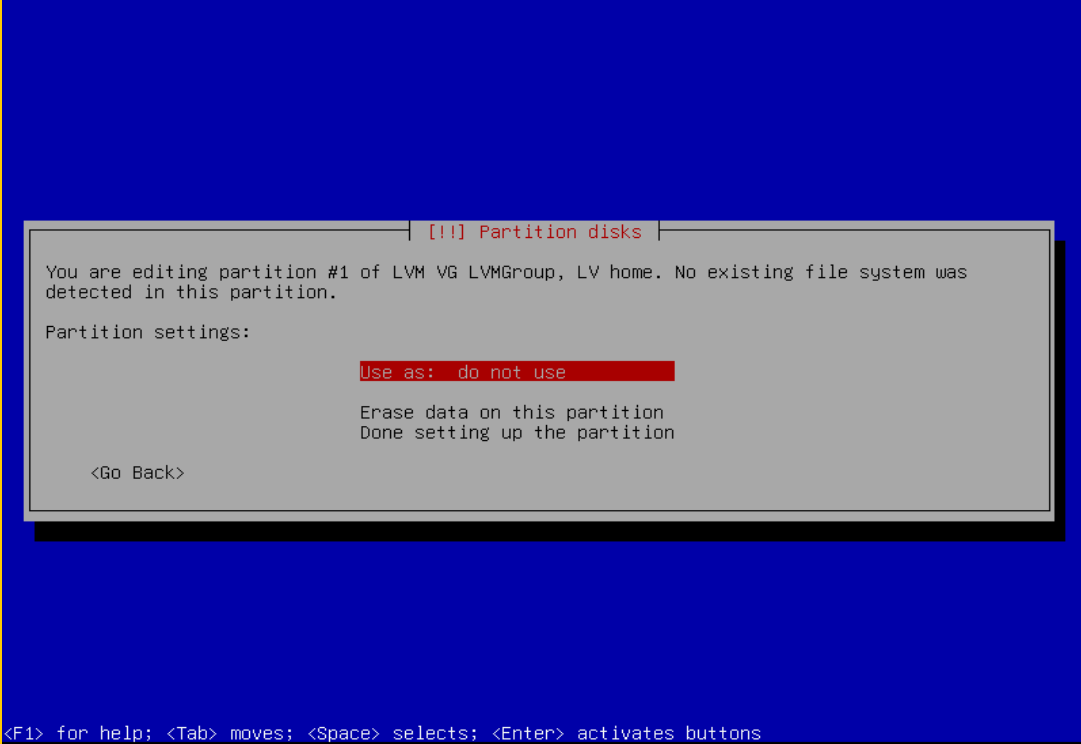 [!!] Partition disks
You are editing partition #1 of LVM VG LVMGroup, LV home. No existing file system was
detected in this partition.
Partition settings:
Use as: do not use
Erase data on this partition
Done setting up the partition
<Go Back>
<F1> for help; <Tab> moves; <Space> selects; <Enter> activates buttons